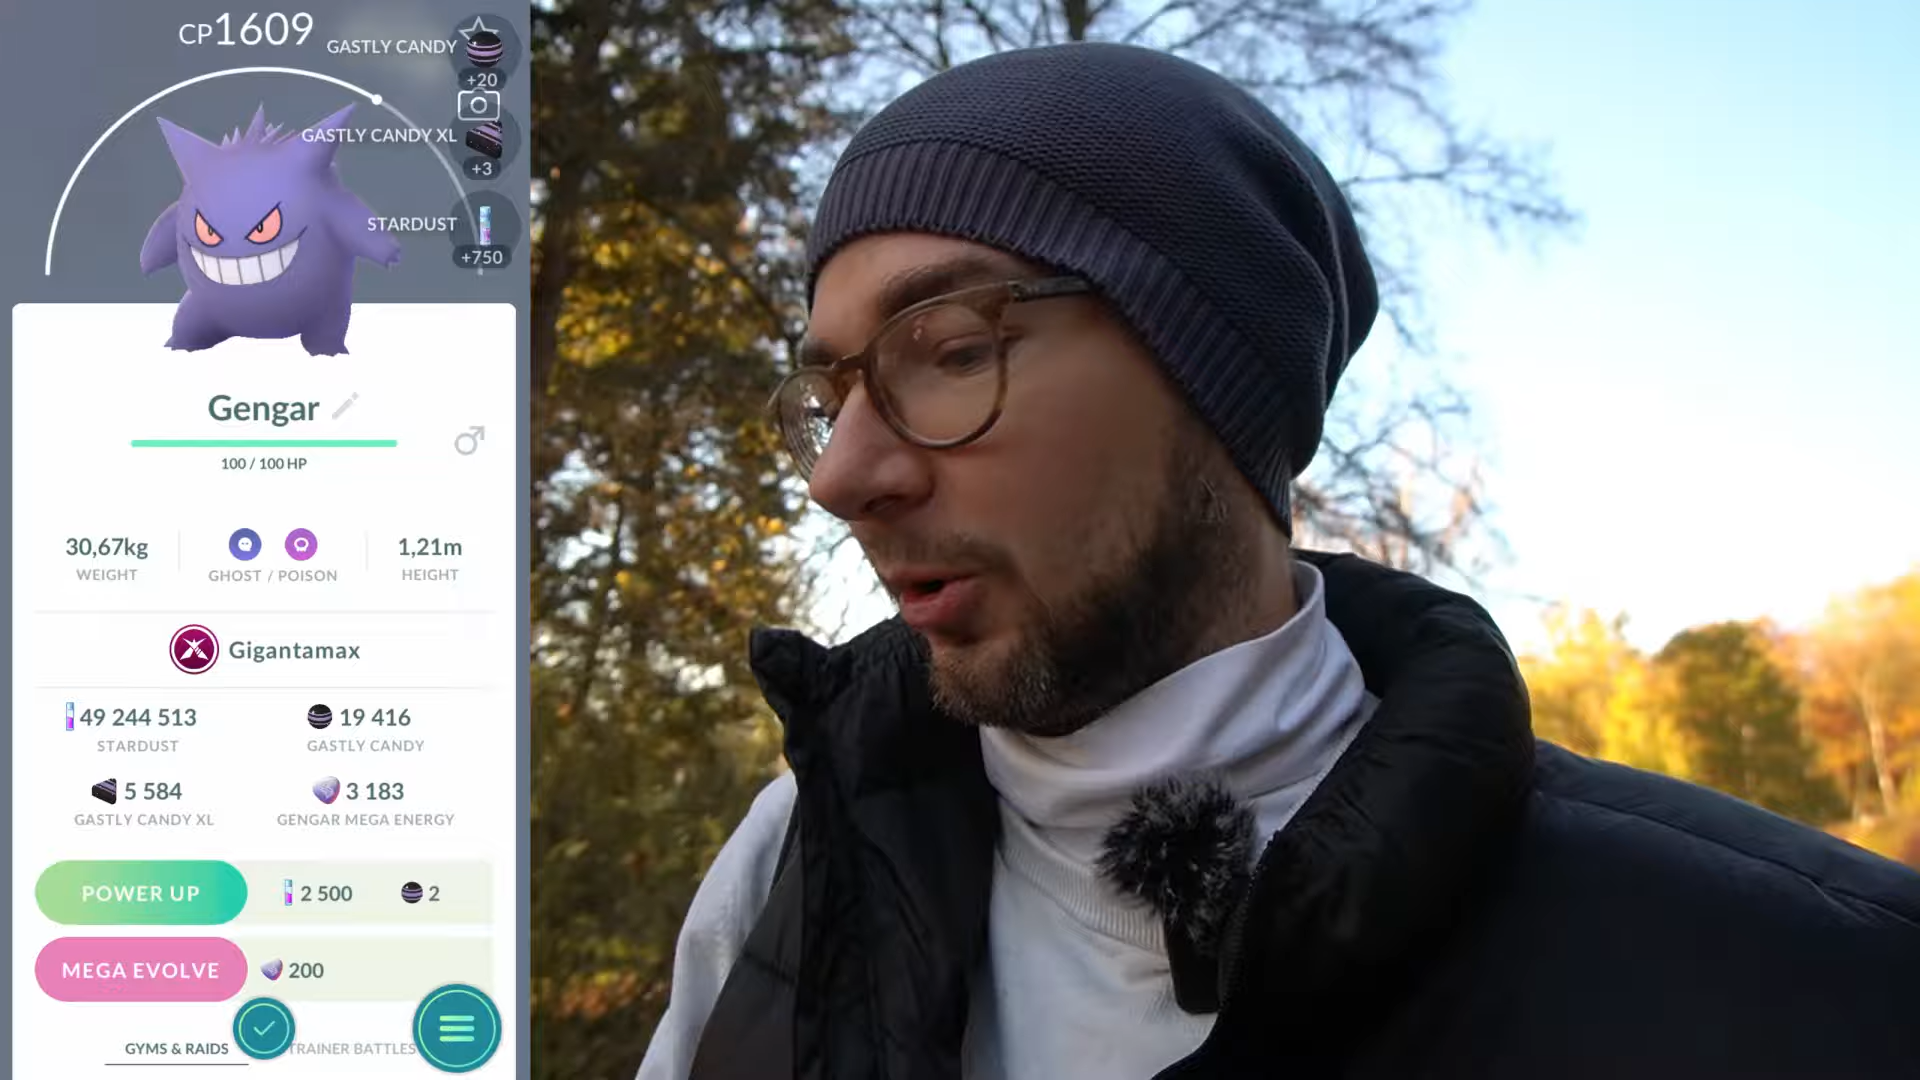 CP1609
GASTLY CANDY
+20
GASTLY CANDY XL
+3
STARDUST
+750
Gengar
100 / 100 HP
30,67kg
WEIGHT
GHOST / POISON
1,21m
HEIGHT
Gigantamax
49 244 513
STARDUST
19 416
GASTLY CANDY
5 584
GASTLY CANDY XL
3 183
GENGAR MEGA ENERGY
POWER UP
2 500
2
MEGA EVOLVE
200
GYMS & RAIDS
TRAINER BATTLES